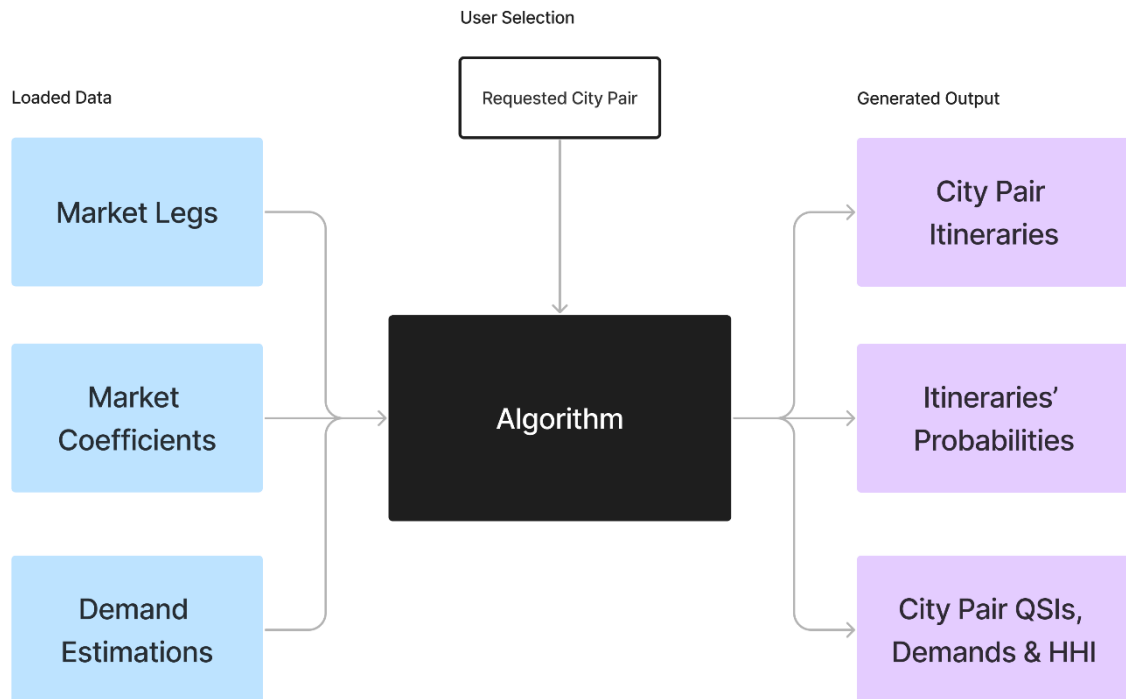 User Selection
Requested City Pair
Loaded Data
Market Legs
Market
Coefficients
Demand
Estimations
Algorithm
Generated Output
City Pair
Itineraries
Itineraries’
Probabilities
City Pair QSIs,
Demands & HHI